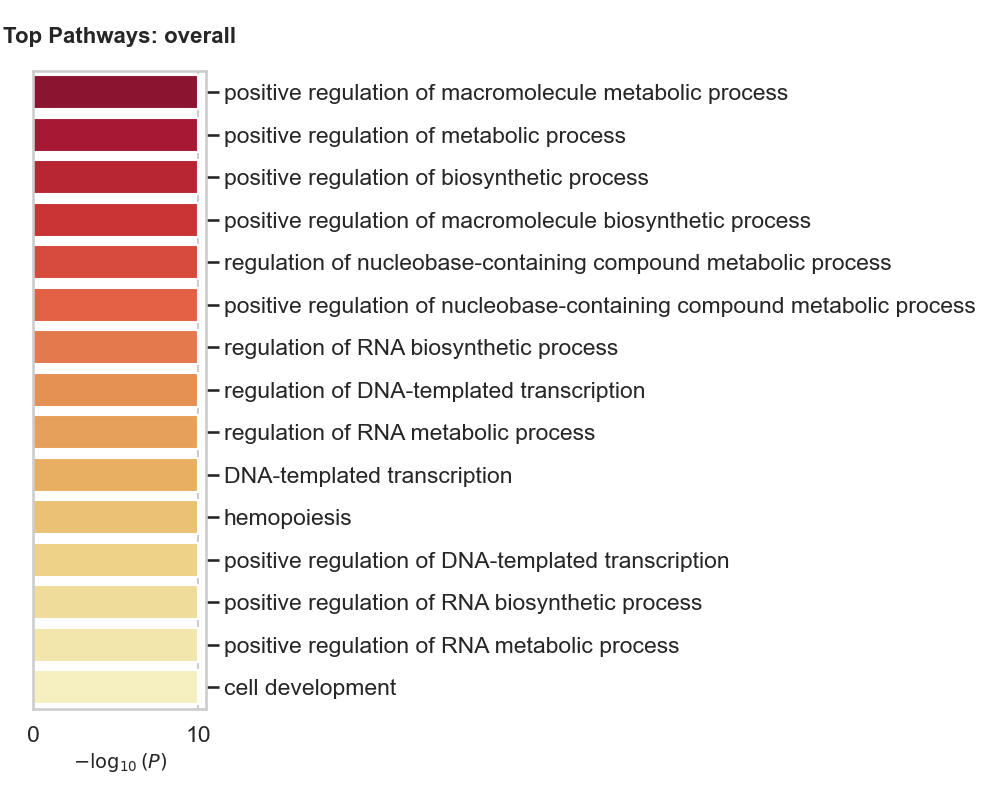 Top Pathways: overall
positive regulation of macromolecule metabolic process
positive regulation of metabolic process
positive regulation of biosynthetic process
positive regulation of macromolecule biosynthetic process
regulation of nucleobase-containing compound metabolic process
positive regulation of nucleobase-containing compound metabolic process
regulation of RNA biosynthetic process
regulation of DNA-templated transcription
regulation of RNA metabolic process
DNA-templated transcription
hemopoiesis
positive regulation of DNA-templated transcription
positive regulation of RNA biosynthetic process
positive regulation of RNA metabolic process
cell development
0 10
−log₁₀ (P)